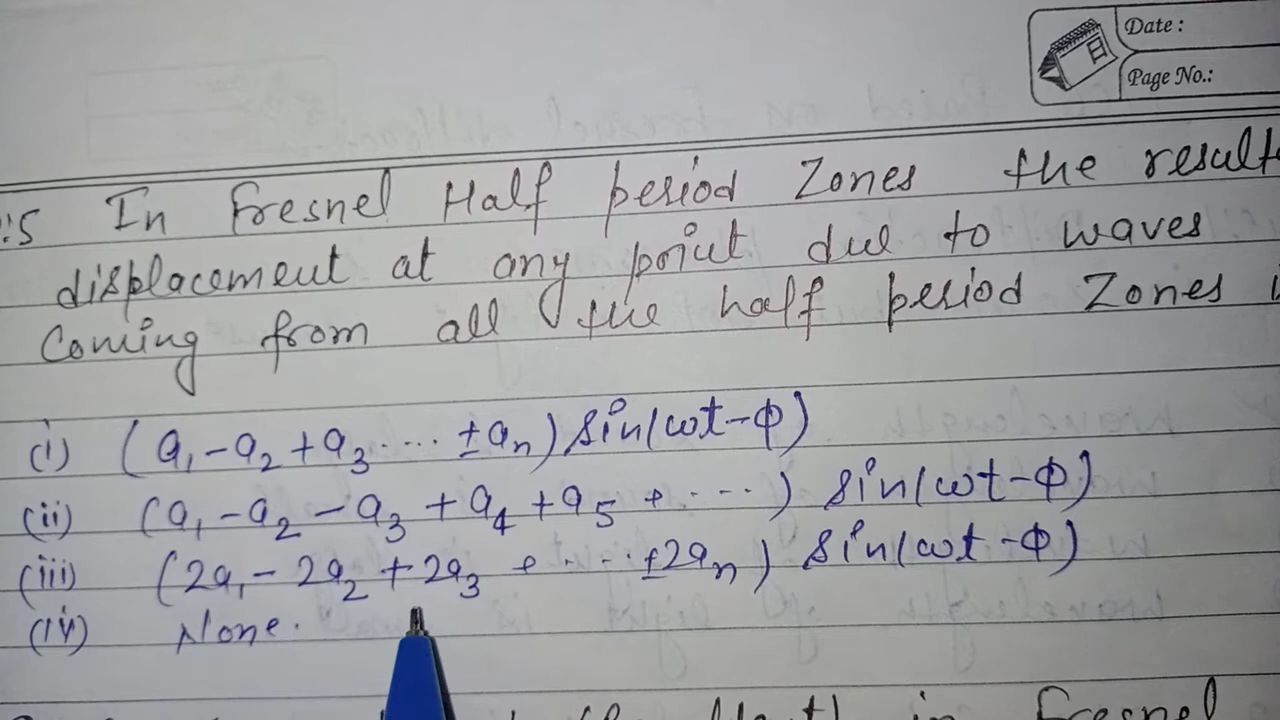 Date :
Page No.:
:5 In Fresnel Half period Zones the result
displacement at any point due to waves
Coming from all the half period Zones i
(i) (a₁-a₂+a₃.... ±aₙ) sin(ωt-Φ)
(ii) (a₁-a₂-a₃+a₄+a₅+....) sin(ωt-Φ)
(iii) (2a₁-2a₂+2a₃ + .... ±2aₙ) sin(ωt-Φ)
(iv) None.
in Fresnel